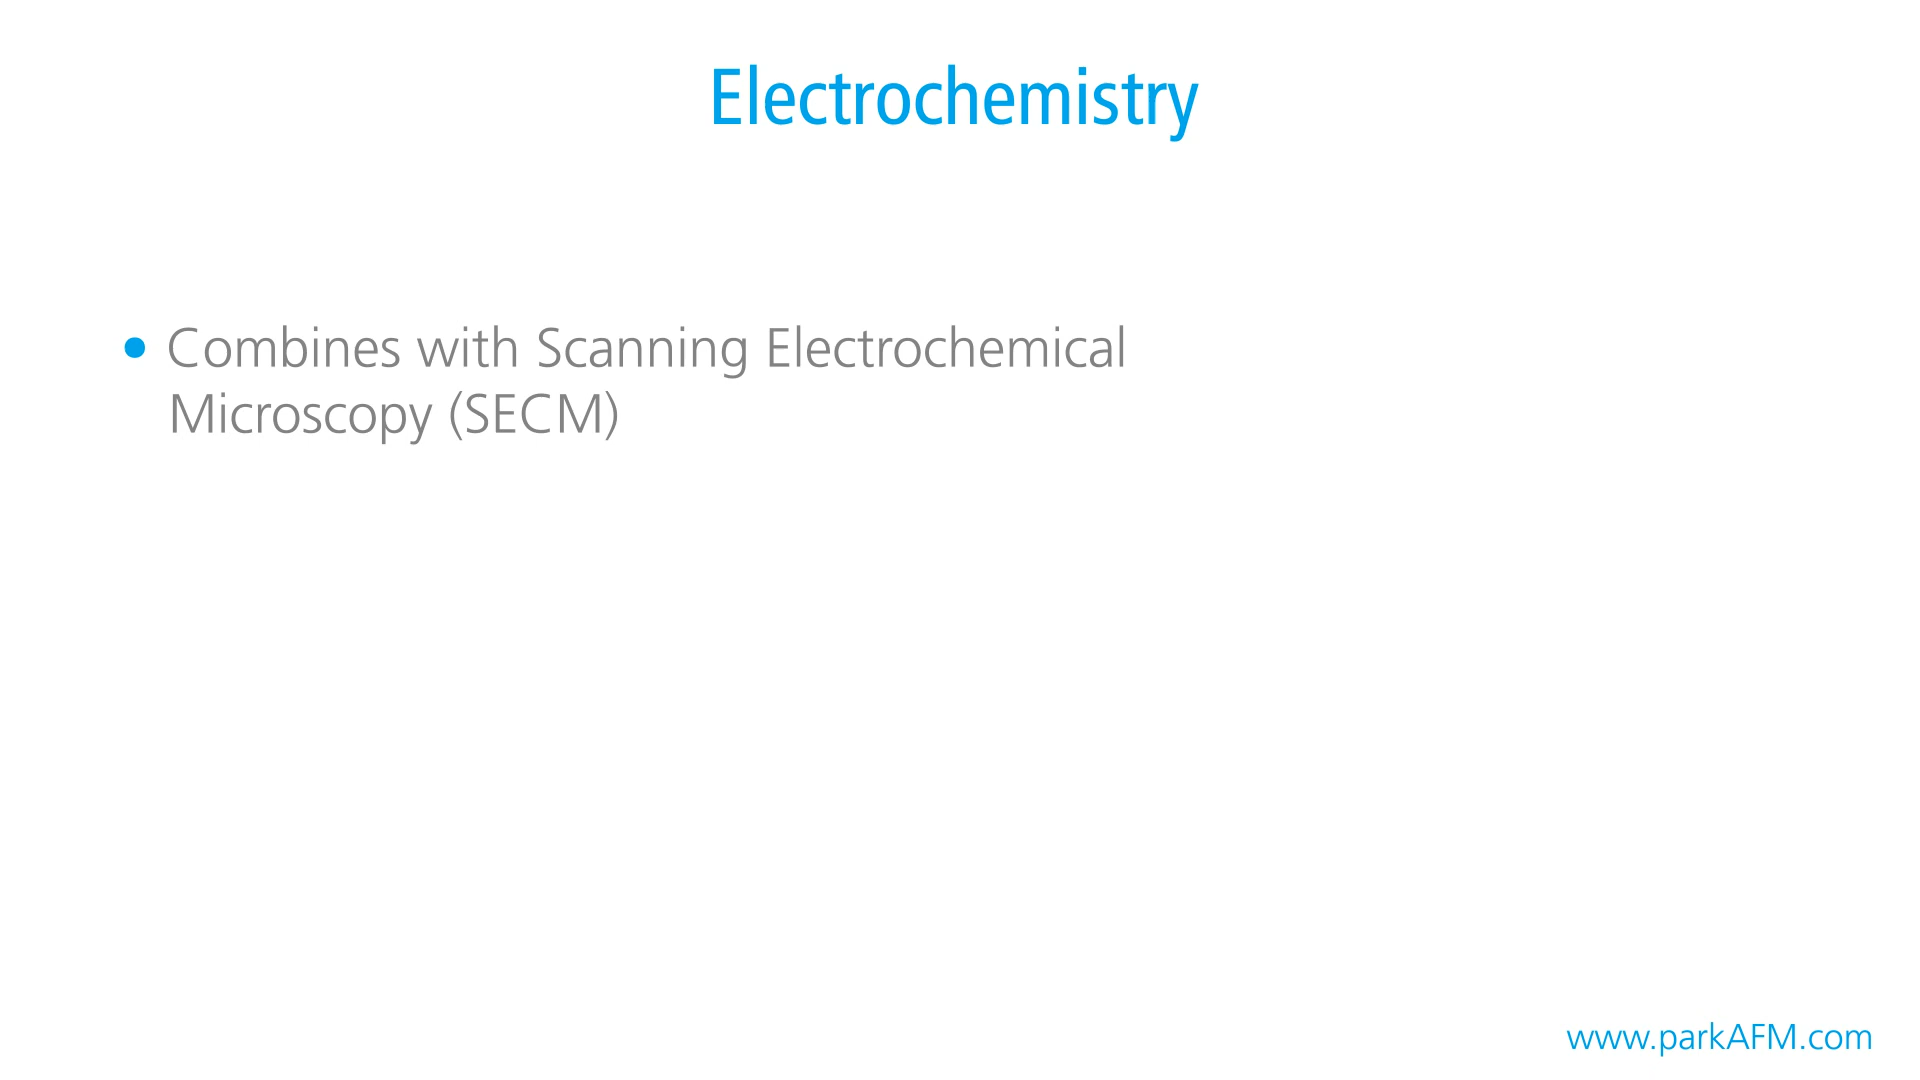 Electrochemistry
• Combines with Scanning Electrochemical
Microscopy (SECM)
www.parkAFM.com